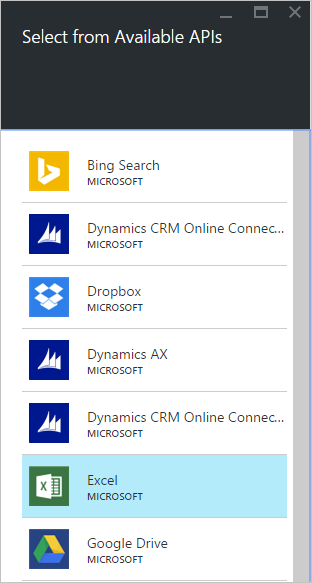 Select from Available APIs
Bing Search
MICROSOFT
Dynamics CRM Online Connec...
MICROSOFT
Dropbox
MICROSOFT
Dynamics AX
MICROSOFT
Dynamics CRM Online Connec...
MICROSOFT
Excel
MICROSOFT
Google Drive
MICROSOFT